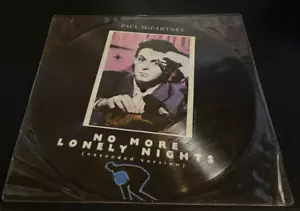 PAUL McCARTNEY
NO MORE
LONELY NIGHTS
(extended version)